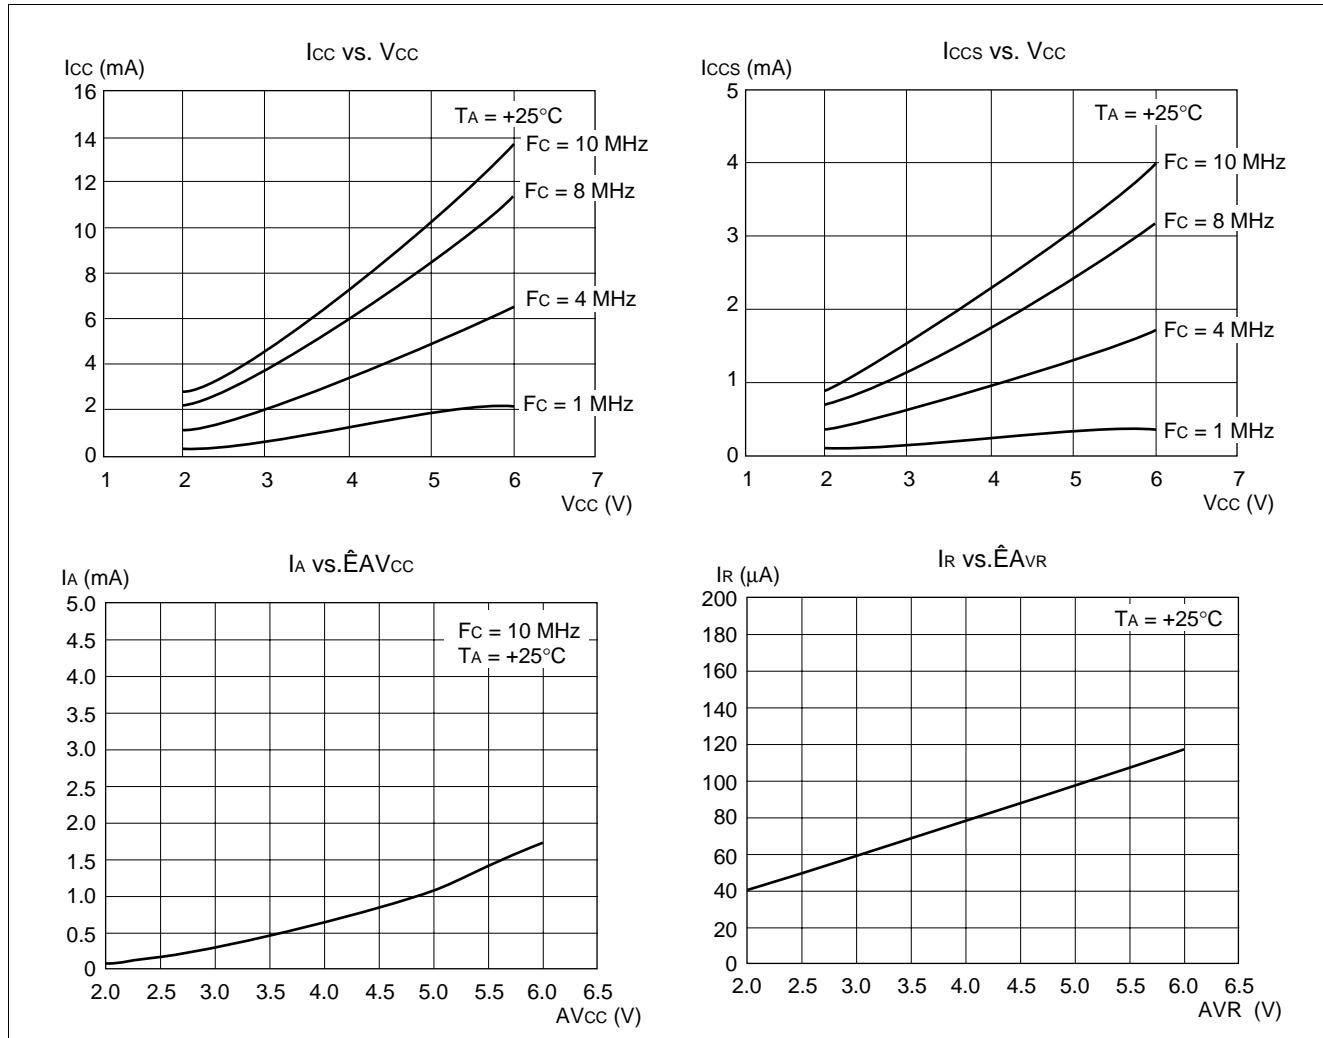 Icc vs. Vcc
Icc (mA)
16
14
12
10
8
6
4
2
0
TA = +25°C
Fc = 10 MHz
Fc = 8 MHz
Fc = 4 MHz
Fc = 1 MHz
1 2 3 4 5 6 7
Vcc (V)
Iccs vs. Vcc
Iccs (mA)
5
4
3
2
1
0
TA = +25°C
Fc = 10 MHz
Fc = 8 MHz
Fc = 4 MHz
Fc = 1 MHz
1 2 3 4 5 6 7
Vcc (V)
IA vs.ÊAVcc
IA (mA)
5.0
4.5
4.0
3.5
3.0
2.5
2.0
1.5
1.0
0.5
0
Fc = 10 MHz
TA = +25°C
2.0 2.5 3.0 3.5 4.0 4.5 5.0 5.5 6.0 6.5
AVcc (V)
IR vs.ÊAVR
IR (µA)
200
180
160
140
120
100
80
60
40
20
0
TA = +25°C
2.0 2.5 3.0 3.5 4.0 4.5 5.0 5.5 6.0 6.5
AVR (V)